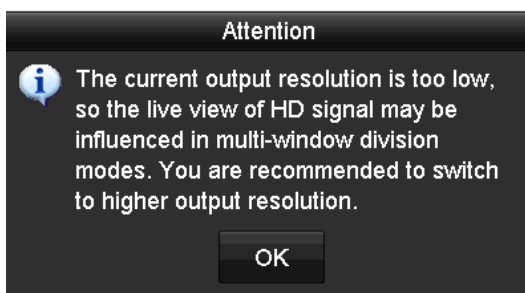 Attention
The current output resolution is too low,
so the live view of HD signal may be
influenced in multi-window division
modes. You are recommended to switch
to higher output resolution.
OK